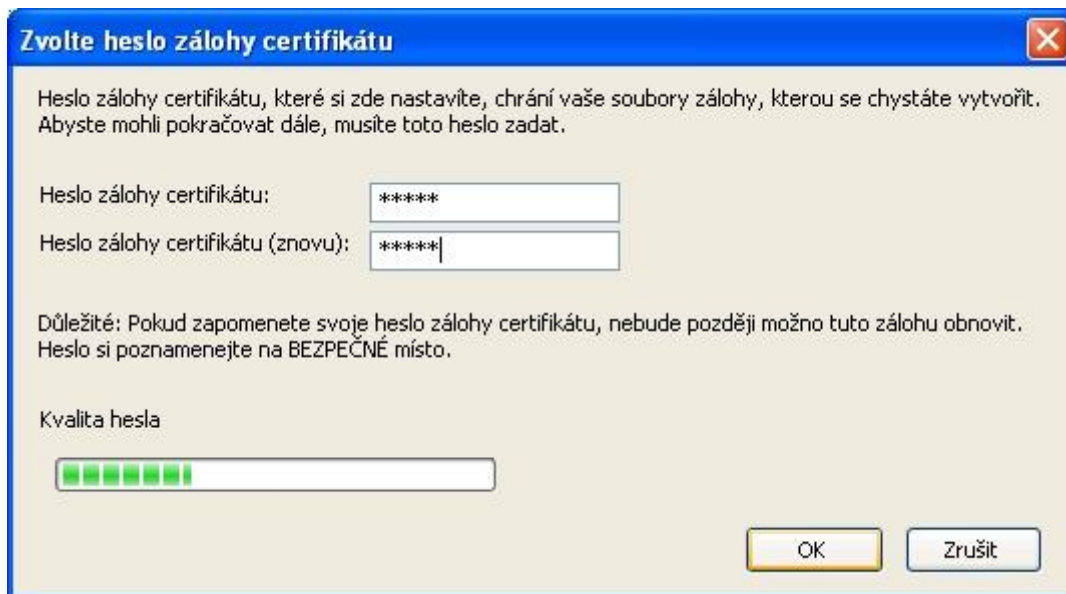 Zvolte heslo zálohy certifikátu
Heslo zálohy certifikátu, které si zde nastavíte, chrání vaše soubory zálohy, kterou se chystáte vytvořit.
Abyste mohli pokračovat dále, musíte toto heslo zadat.
Heslo zálohy certifikátu: *****
Heslo zálohy certifikátu (znovu): *****
Důležité: Pokud zapomenete svoje heslo zálohy certifikátu, nebude později možno tuto zálohu obnovit.
Heslo si poznamenejte na BEZPEČNÉ místo.
Kvalita hesla
OK Zrušit